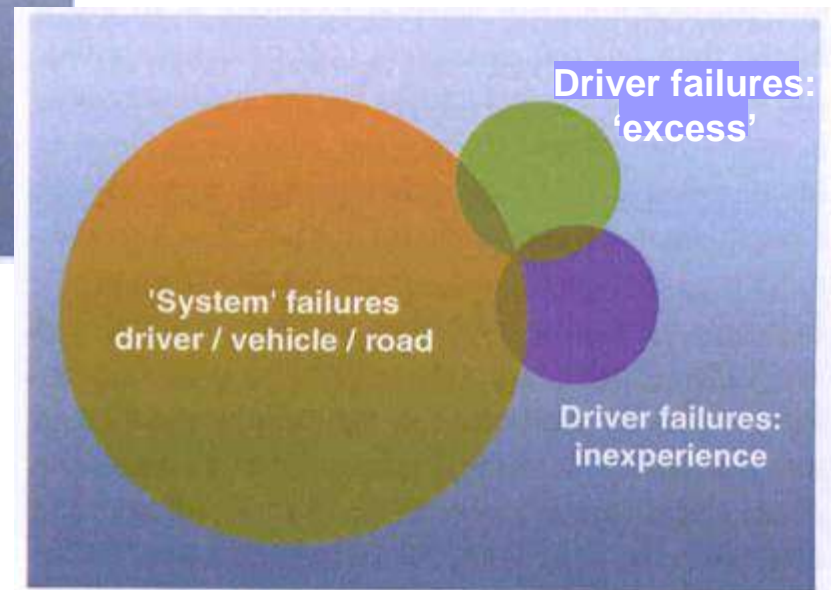 Driver failures:
‘excess’
'System' failures
driver / vehicle / road
Driver failures:
inexperience